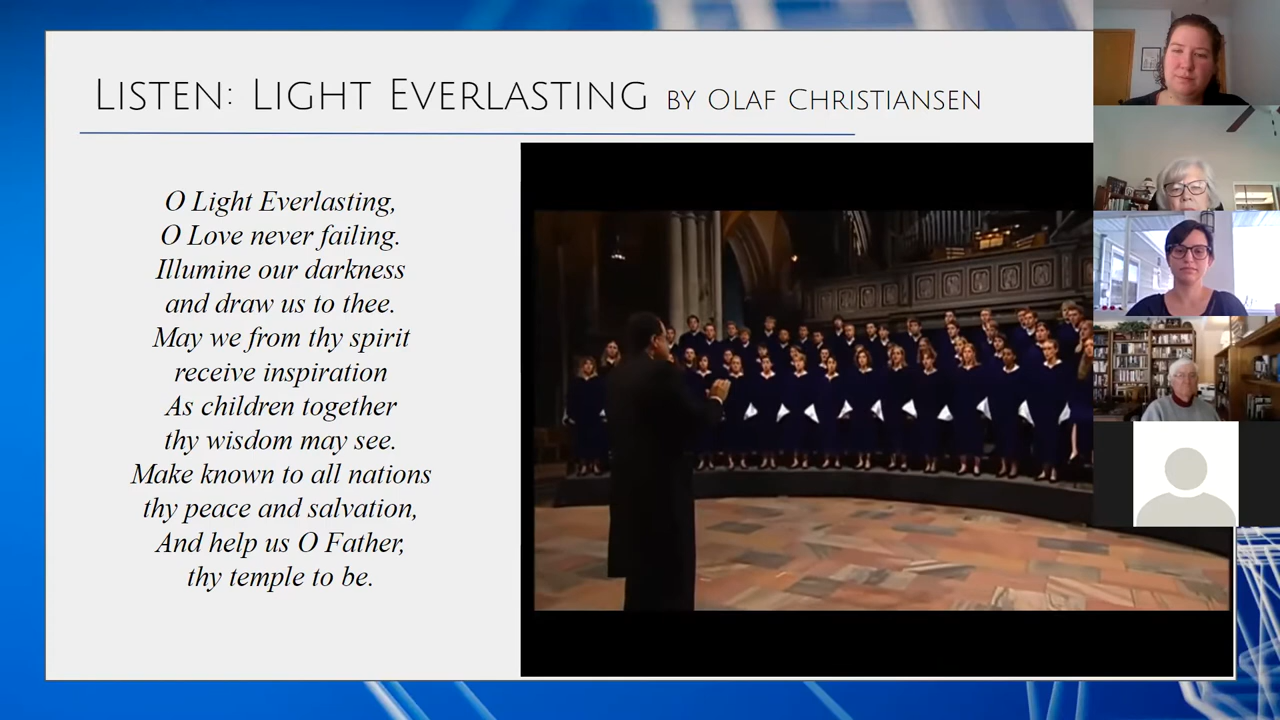 LISTEN: LIGHT EVERLASTING BY OLAF CHRISTIANSEN
O Light Everlasting,
O Love never failing.
Illumine our darkness
and draw us to thee.
May we from thy spirit
receive inspiration
As children together
thy wisdom may see.
Make known to all nations
thy peace and salvation,
And help us O Father,
thy temple to be.